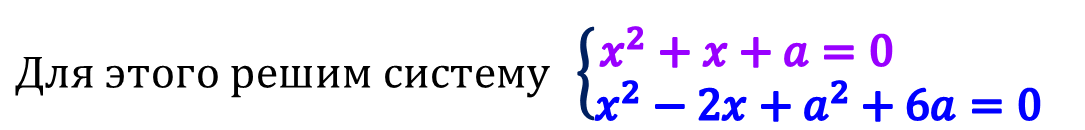 Для этого решим систему { x² + x + a = 0
x² − 2x + a² + 6a = 0